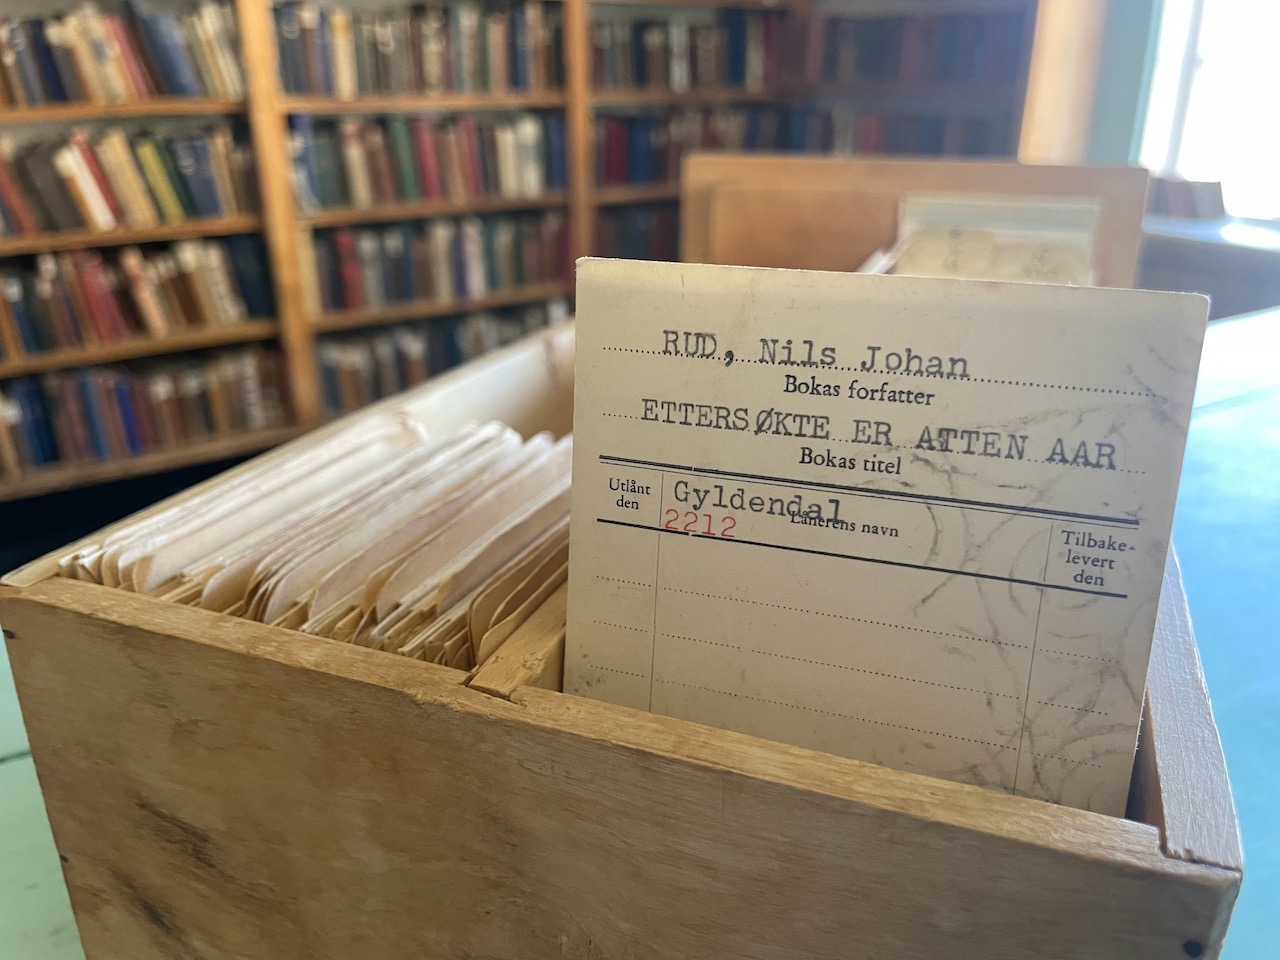 RUD, Nils Johan
Bokas forfatter
ETTERSØKTE ER ATTEN AAR
Bokas titel
Utlånt den
Gyldendal
2212
Lånerens navn
Tilbake-
levert
den